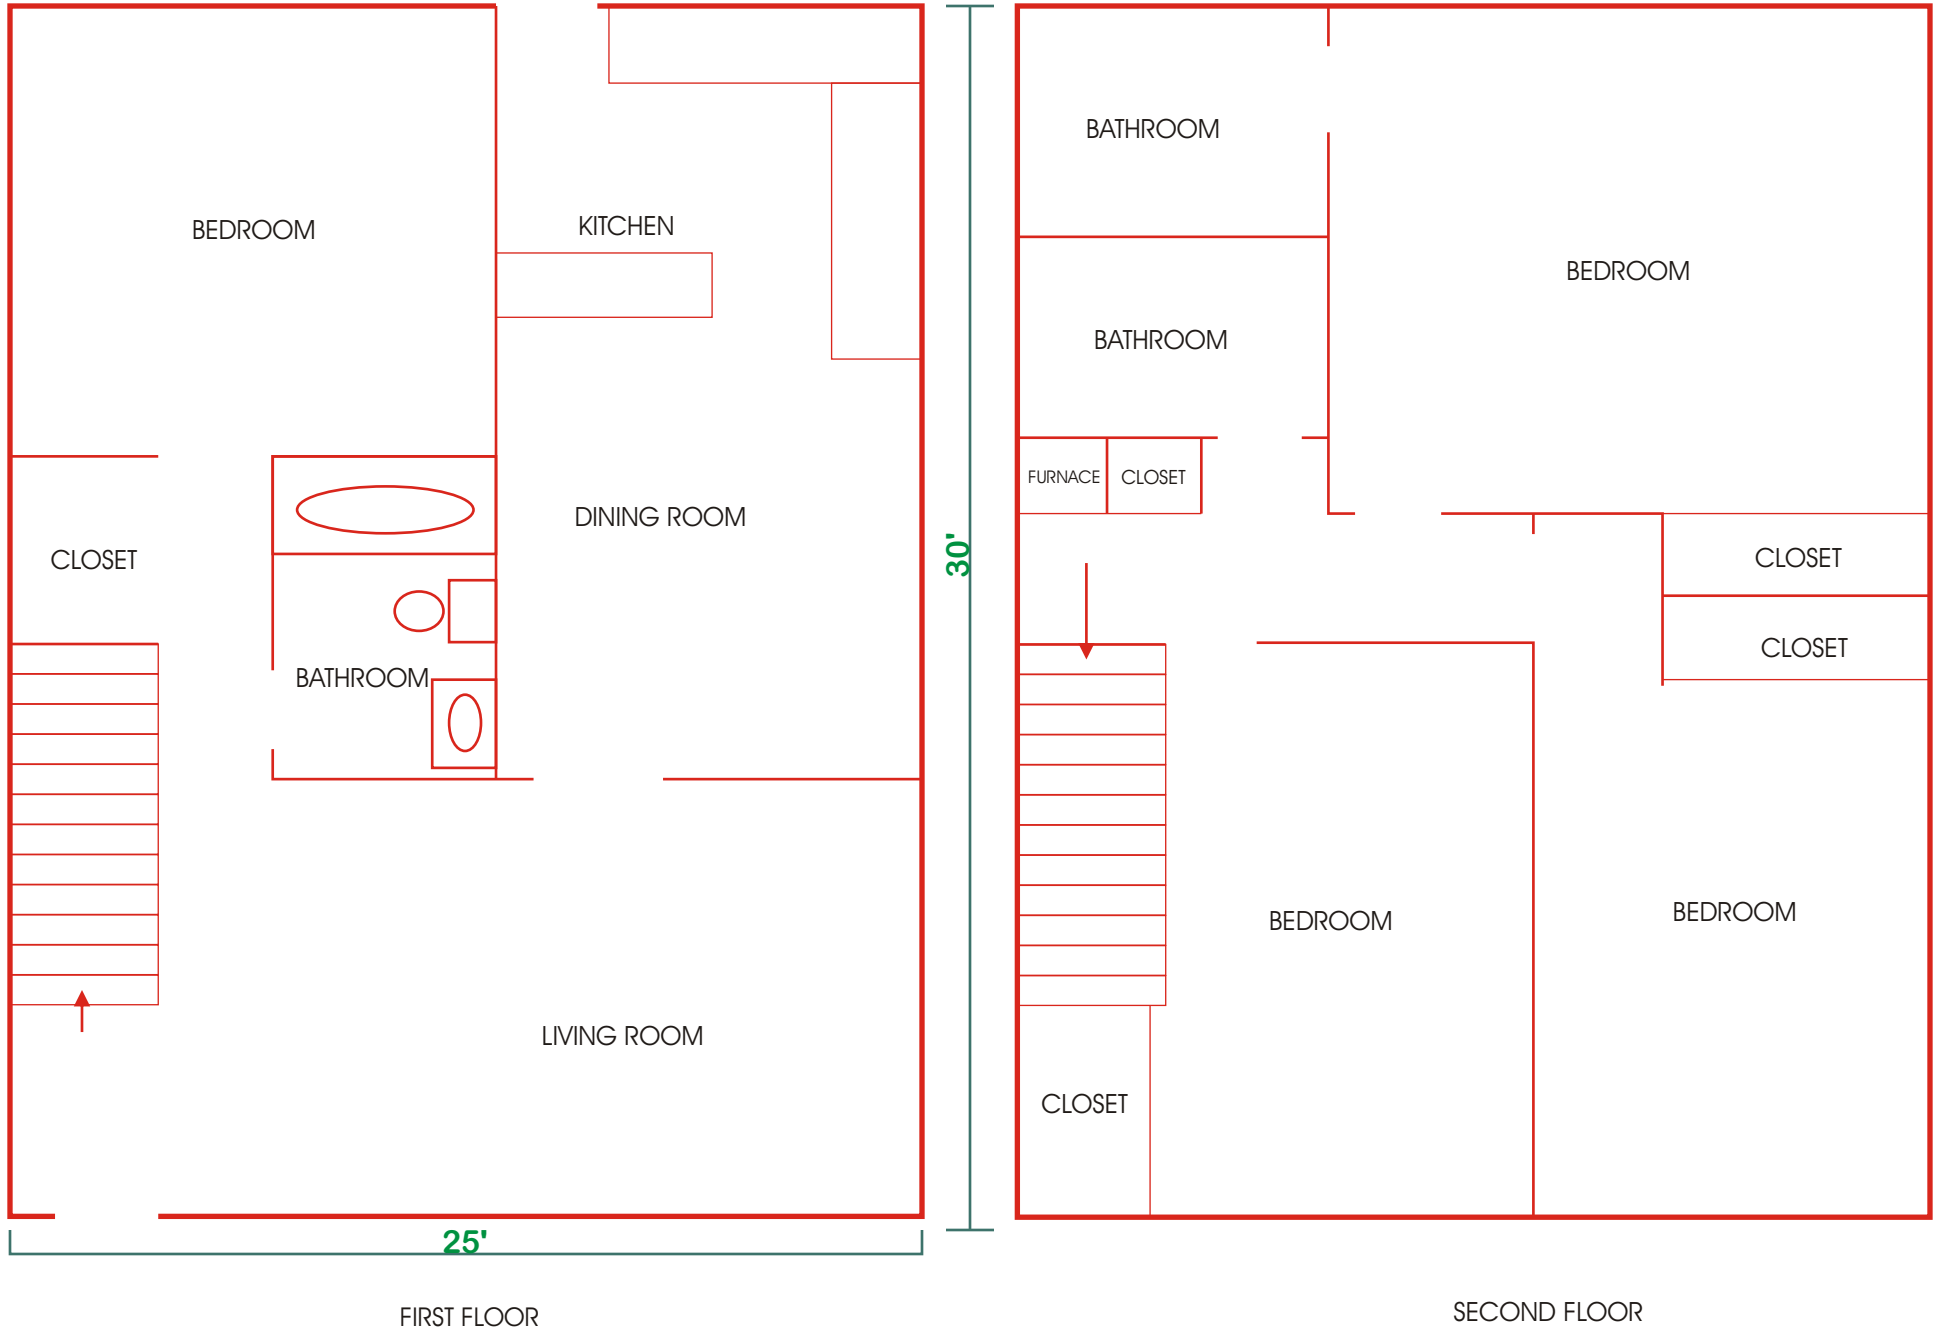 BEDROOM
KITCHEN
DINING ROOM
CLOSET
BATHROOM
LIVING ROOM
25'
FIRST FLOOR
30'
BATHROOM
BEDROOM
BATHROOM
FURNACE
CLOSET
CLOSET
CLOSET
BEDROOM
BEDROOM
CLOSET
SECOND FLOOR